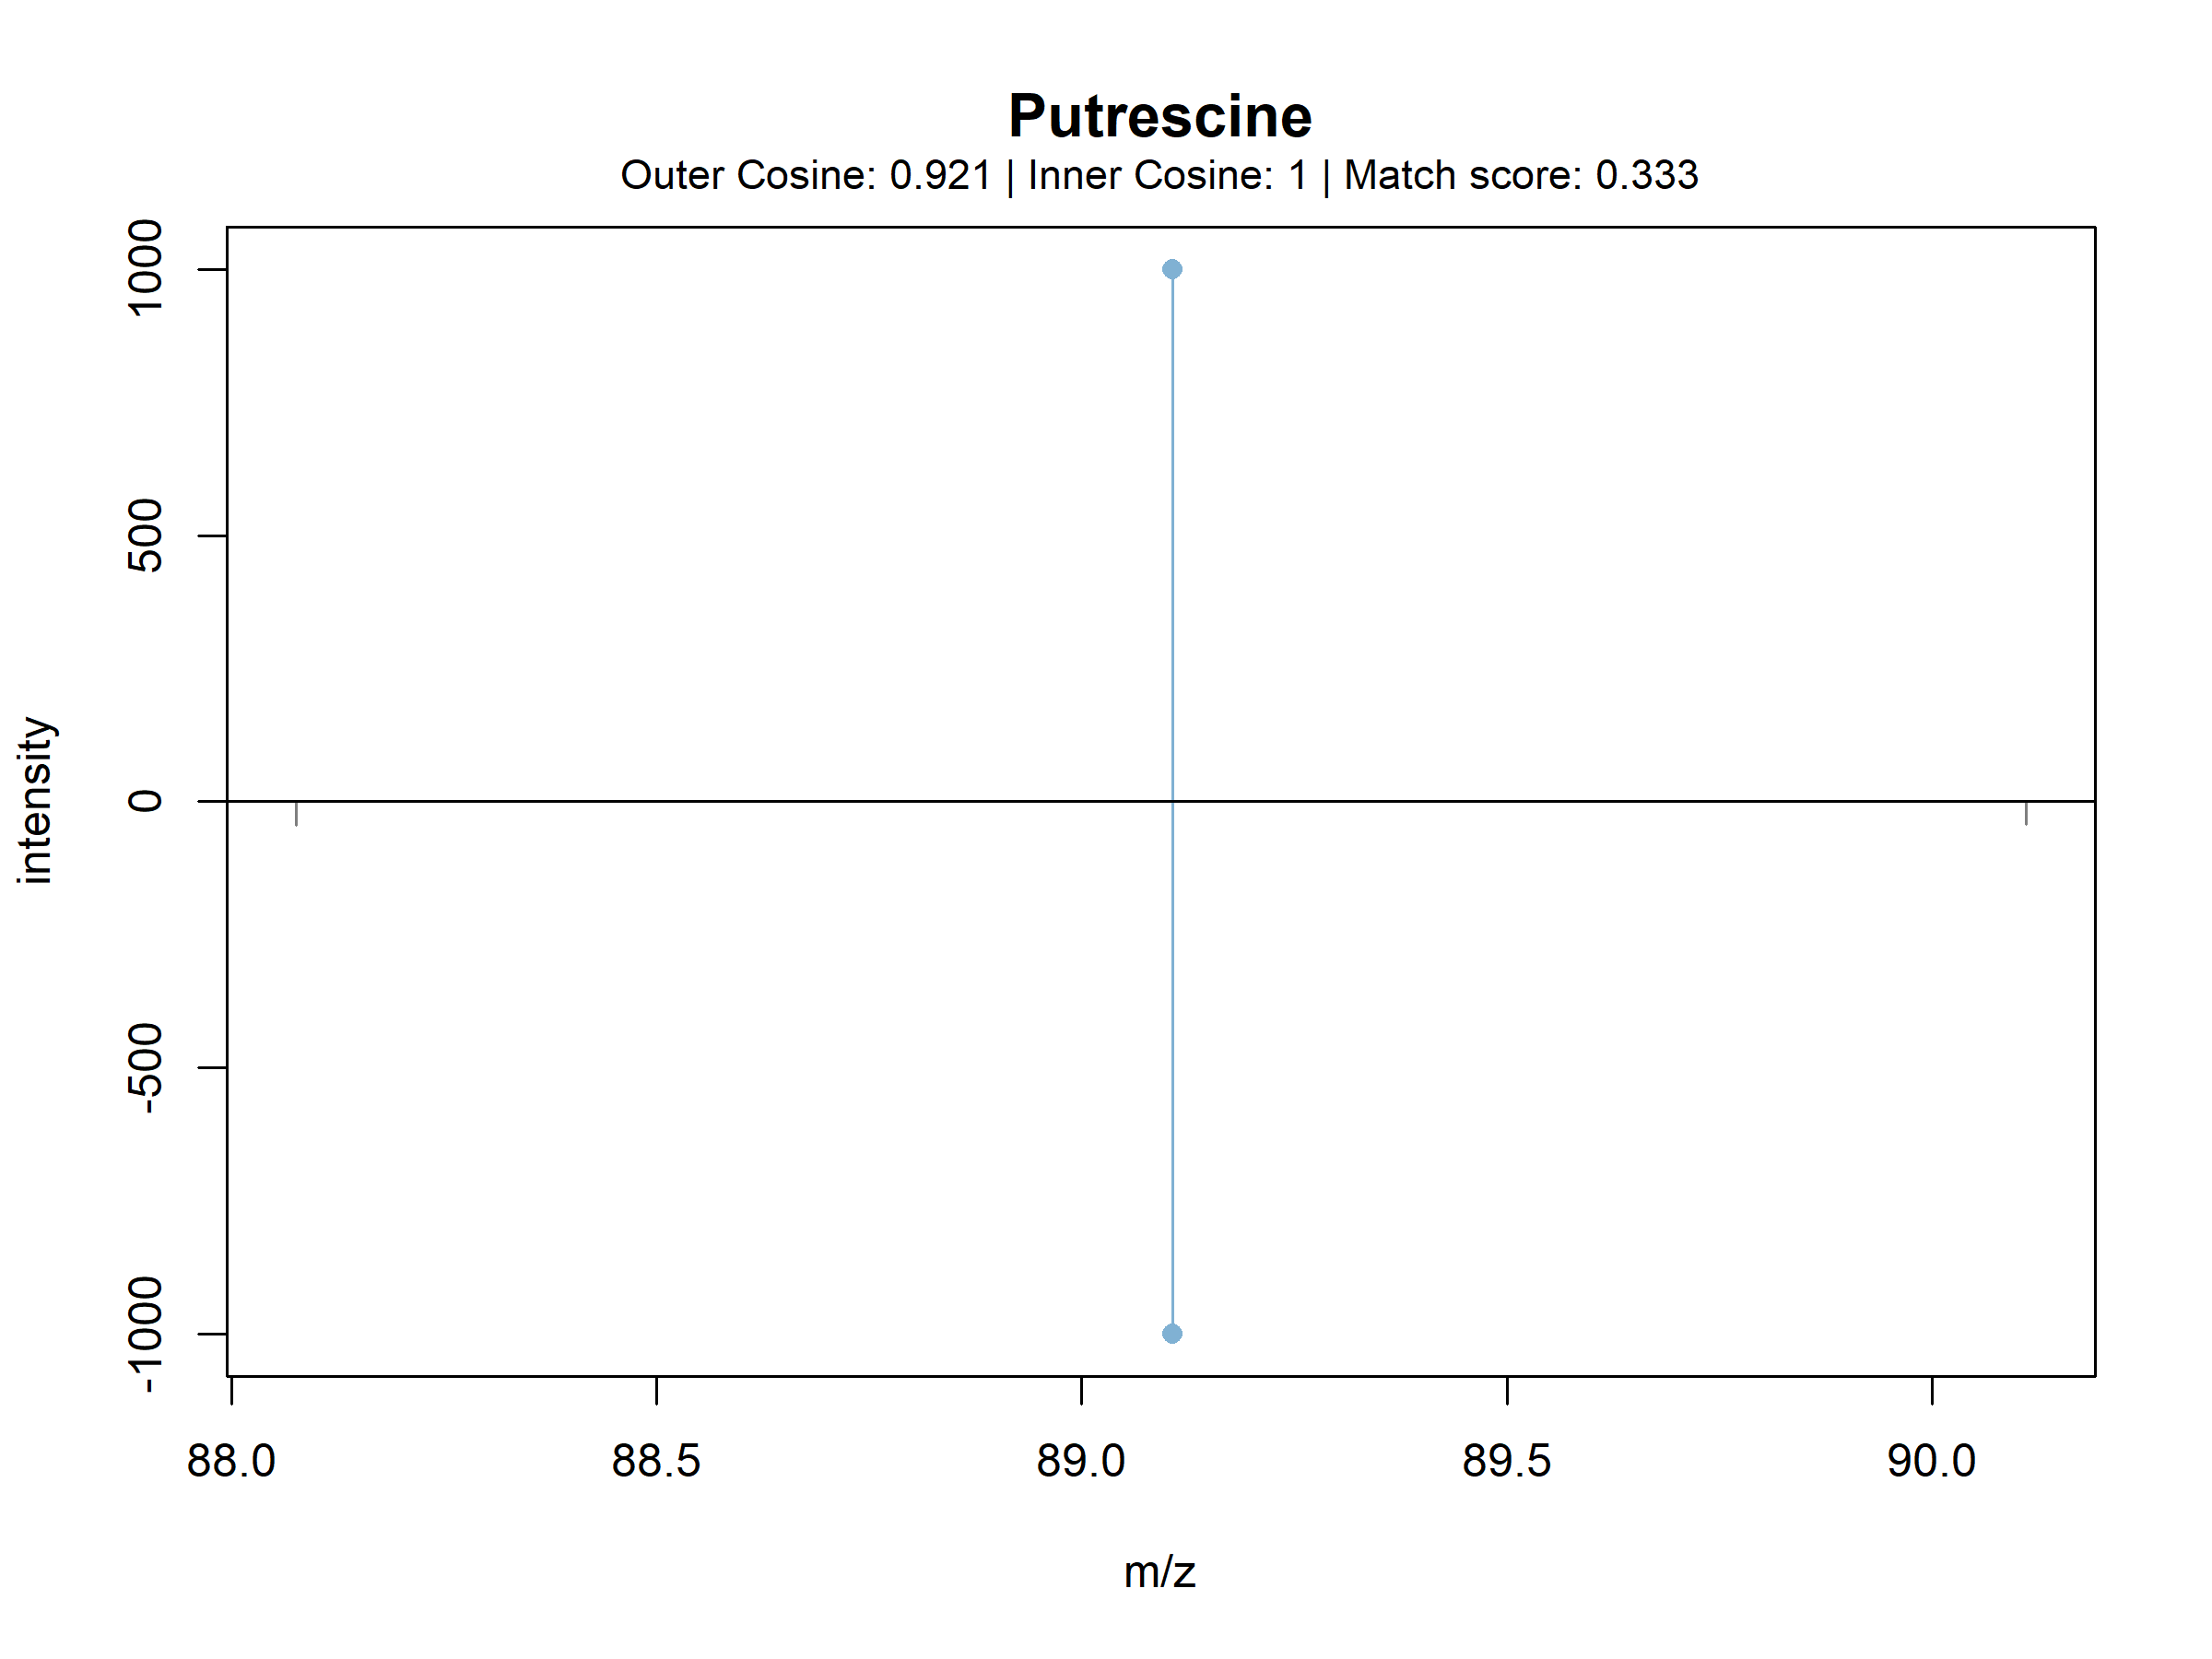 Putrescine
Outer Cosine: 0.921 | Inner Cosine: 1 | Match score: 0.333
1000
500
0
-500
-1000
intensity
88.0 88.5 89.0 89.5 90.0
m/z